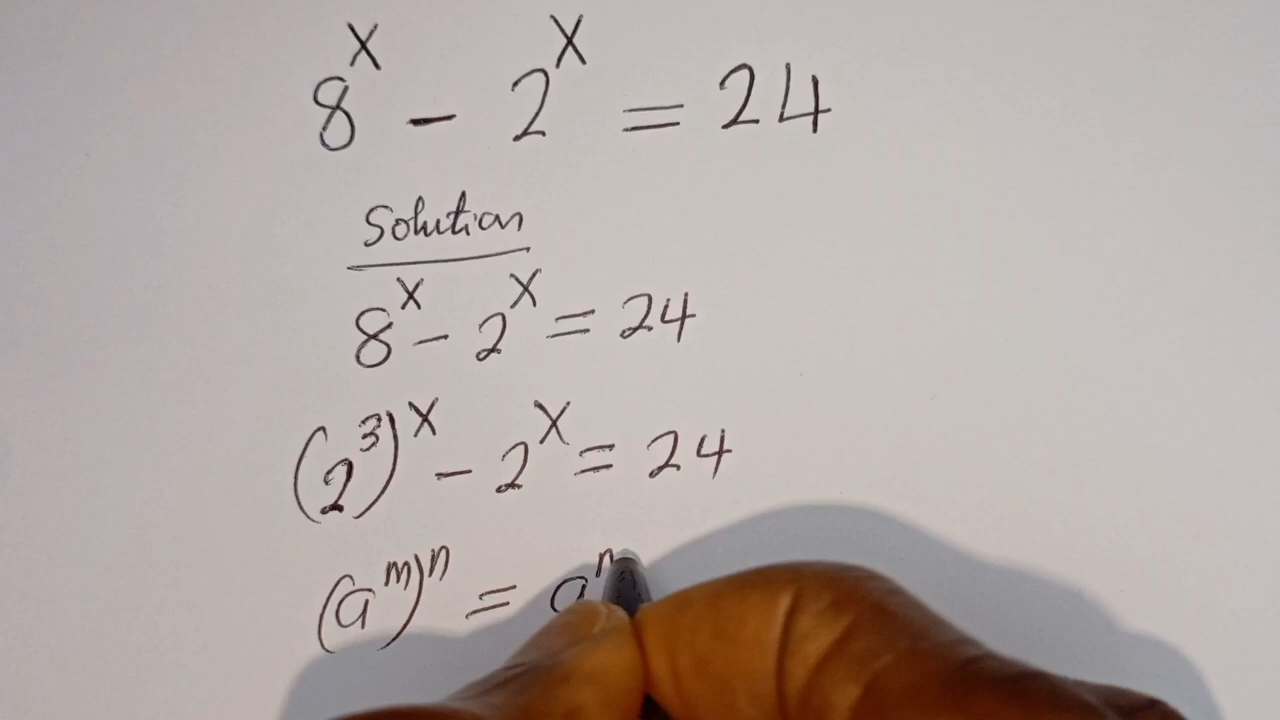 8^x - 2^x = 24
Solution
8^x - 2^x = 24
(2^3)^x - 2^x = 24
(a^m)^n = a^n